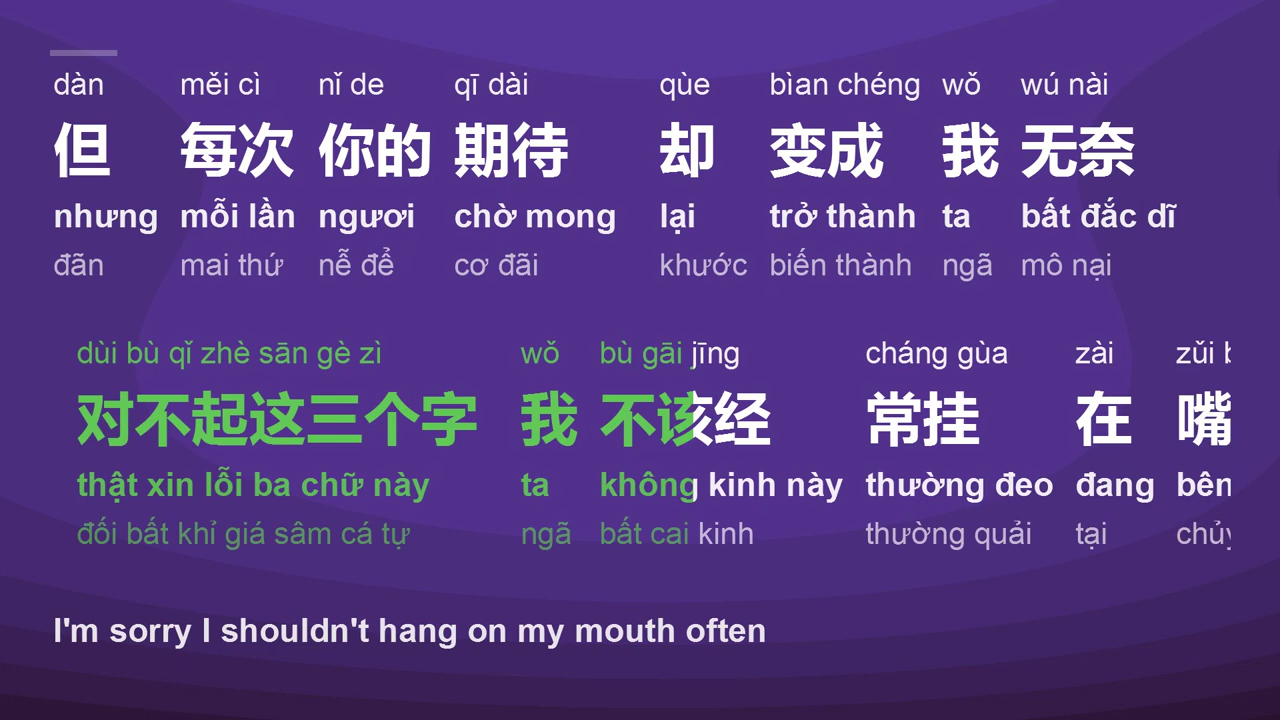 dàn měi cì nǐ de qī dài qùe bìan chéng wǒ wú nài
但 每次 你的 期待 却 变成 我 无奈
nhưng mỗi lần ngươi chờ mong lại trở thành ta bất đắc dĩ
đãn mai thứ nễ để cơ đãi khước biến thành ngã mô nại
dùi bù qǐ zhè sān gè zì wǒ bù gāi jīng cháng gùa zài zǔi
对不起这三个字 我 不该经 常挂 在 嘴
thật xin lỗi ba chữ này ta không kinh này thường đeo đang bên
đối bất khỉ giá sâm cá tự ngã bất cai kinh thường quải tại
I'm sorry I shouldn't hang on my mouth often